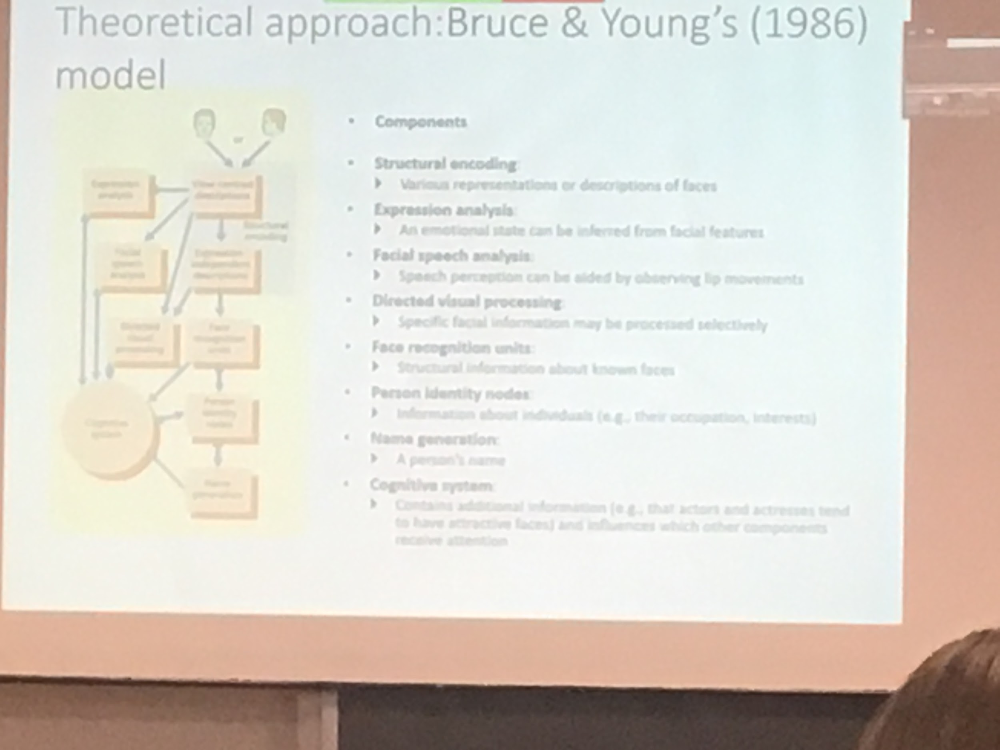 Theoretical approach:Bruce & Young's (1986)
model
or
Expression
analysis
View-centred
descriptions
Structural
encoding
Facial
speech
analysis
Expression-
independent
descriptions
Directed
visual
processing
Face
recognition
units
Cognitive
system
Person
identity
nodes
Name
generation
• Components
• Structural encoding:
Various representations or descriptions of faces
• Expression analysis:
An emotional state can be inferred from facial features
• Facial speech analysis:
Speech perception can be aided by observing lip movements
• Directed visual processing:
Specific facial information may be processed selectively
• Face recognition units:
Structural information about known faces
• Person identity nodes:
Information about individuals (e.g., their occupation, interests)
• Name generation:
A person's name
• Cognitive system:
Contains additional information (e.g., that actors and actresses tend
to have attractive faces) and influences which other components
receive attention